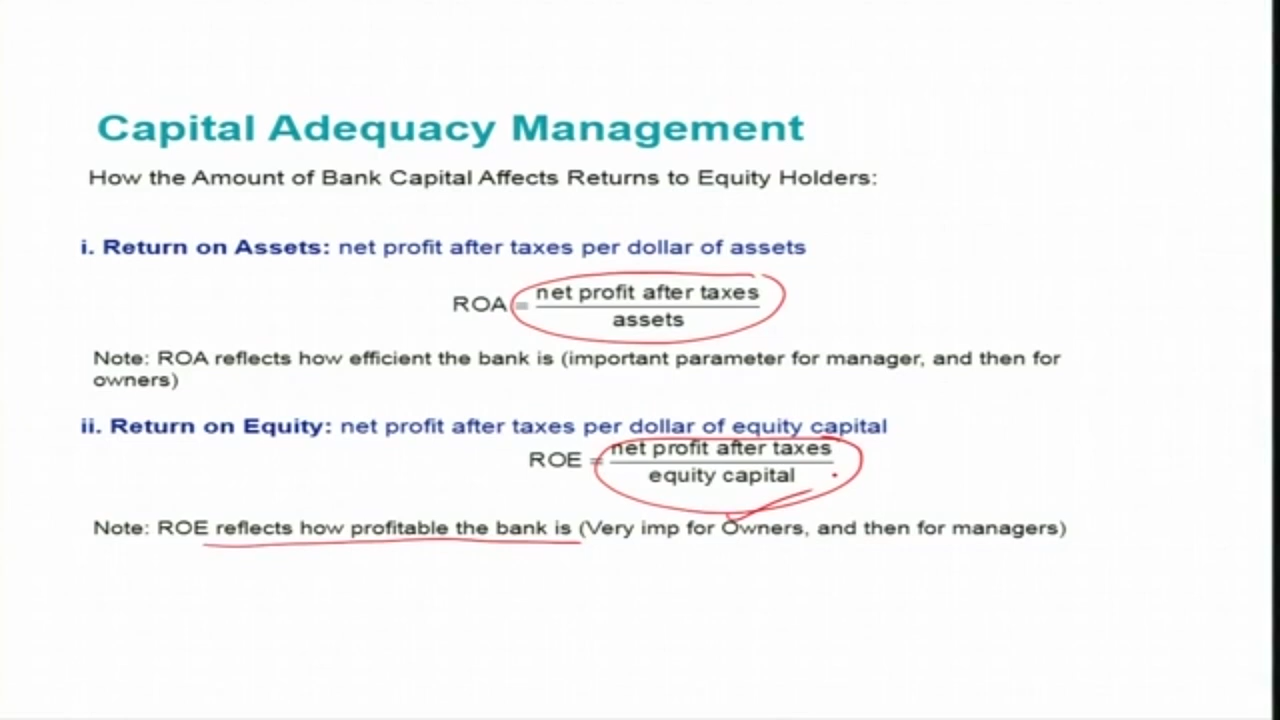 Capital Adequacy Management
How the Amount of Bank Capital Affects Returns to Equity Holders:
i. Return on Assets: net profit after taxes per dollar of assets
ROA = net profit after taxes
assets
Note: ROA reflects how efficient the bank is (important parameter for manager, and then for
owners)
ii. Return on Equity: net profit after taxes per dollar of equity capital
ROE = net profit after taxes
equity capital
Note: ROE reflects how profitable the bank is (Very imp for Owners, and then for managers)